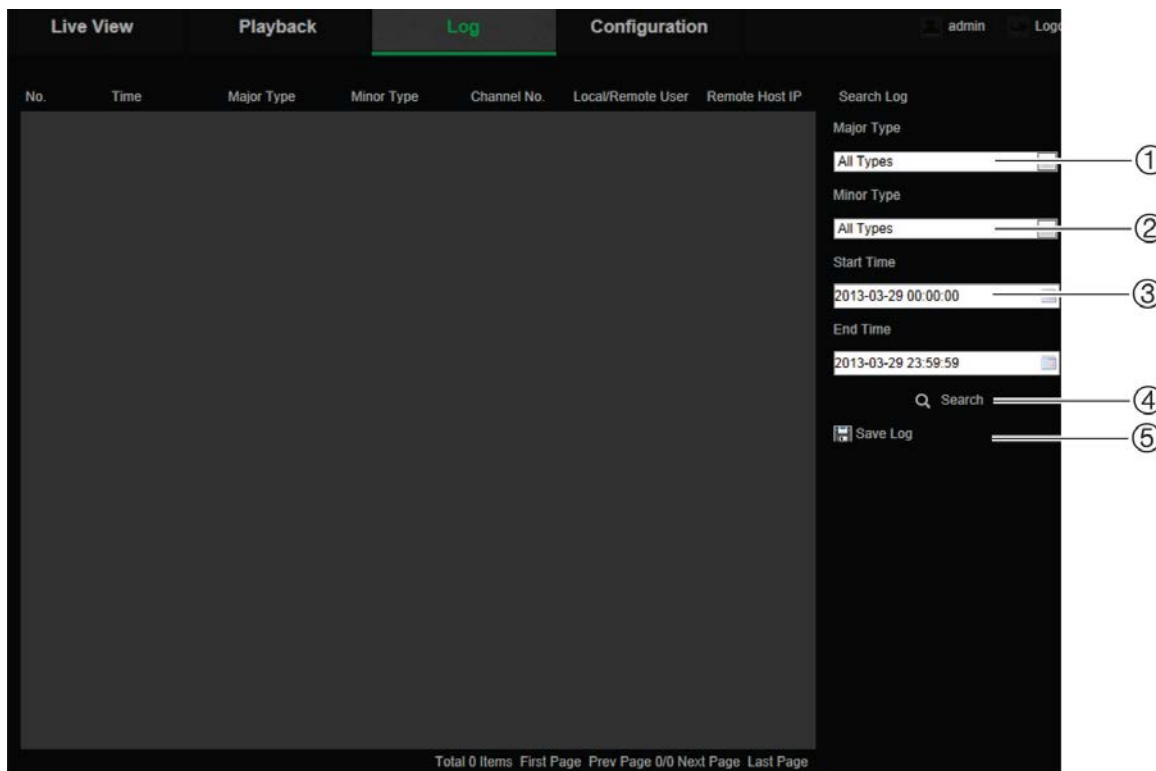 Live View Playback Log Configuration admin
No. Time Major Type Minor Type Channel No. Local/Remote User Remote Host IP Search Log
Major Type
All Types ①
Minor Type
All Types ②
Start Time
2013-03-29 00:00:00 ③
End Time
2013-03-29 23:59:59
Search ④
Save Log ⑤
Total 0 Items First Page Prev Page 0/0 Next Page Last Page